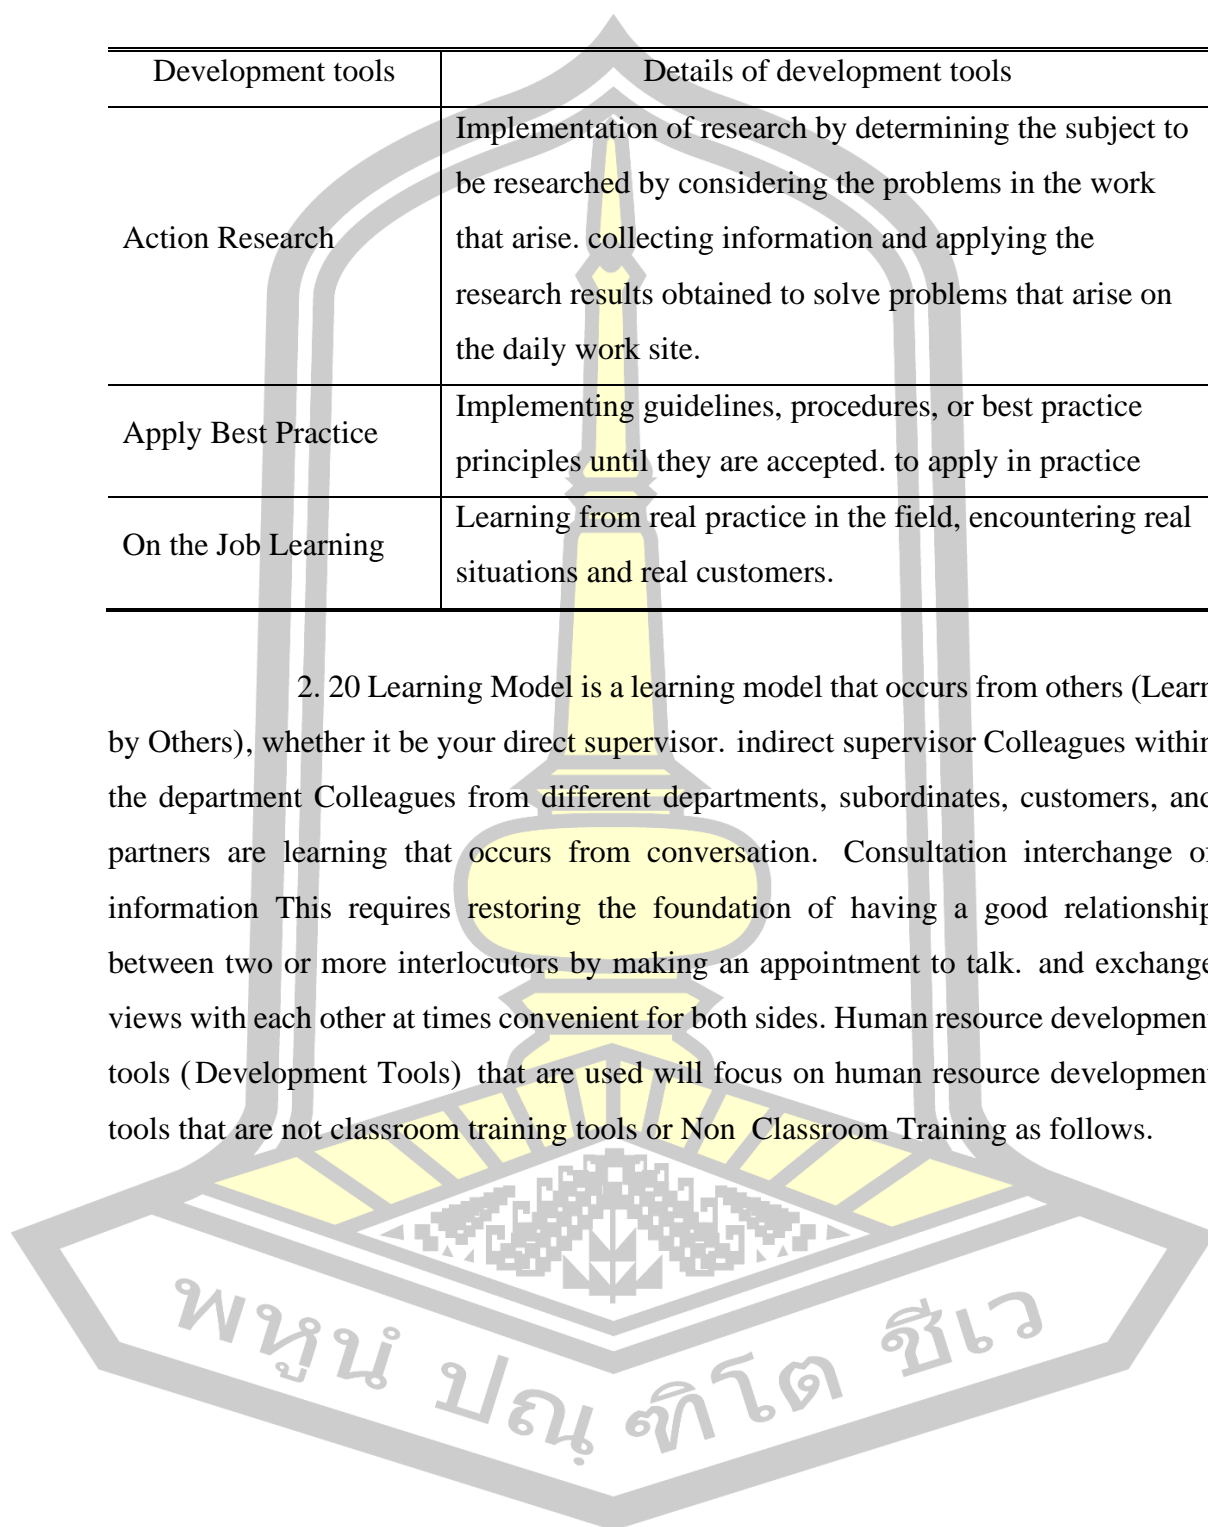 Development tools
Details of development tools
Action Research
Implementation of research by determining the subject to
be researched by considering the problems in the work
that arise. collecting information and applying the
research results obtained to solve problems that arise on
the daily work site.
Apply Best Practice
Implementing guidelines, procedures, or best practice
principles until they are accepted. to apply in practice
On the Job Learning
Learning from real practice in the field, encountering real
situations and real customers.
2. 20 Learning Model is a learning model that occurs from others (Learn
by Others), whether it be your direct supervisor. indirect supervisor Colleagues within
the department Colleagues from different departments, subordinates, customers, and
partners are learning that occurs from conversation. Consultation interchange of
information This requires restoring the foundation of having a good relationship
between two or more interlocutors by making an appointment to talk. and exchange
views with each other at times convenient for both sides. Human resource development
tools (Development Tools) that are used will focus on human resource development
tools that are not classroom training tools or Non Classroom Training as follows.
พหูนํ ปณฺ ฑิโต ชีเว